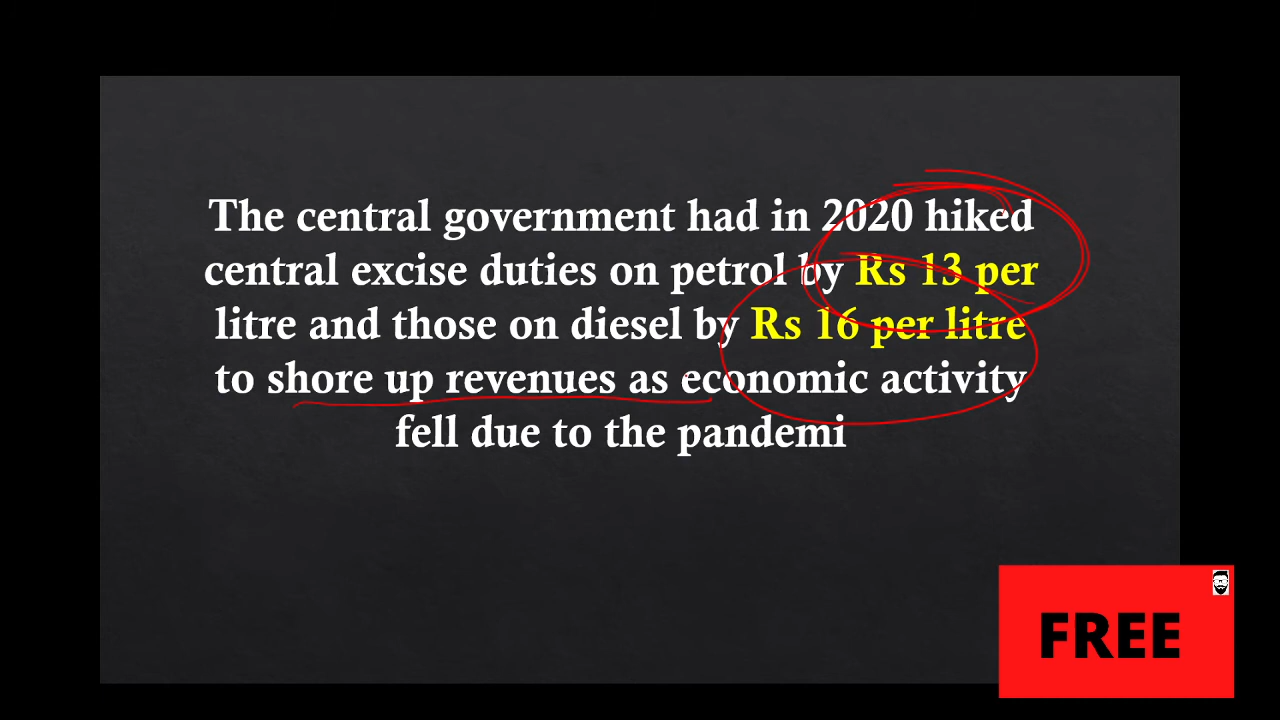 The central government had in 2020 hiked
central excise duties on petrol by Rs 13 per
litre and those on diesel by Rs 16 per litre
to shore up revenues as economic activity
fell due to the pandemi
FREE